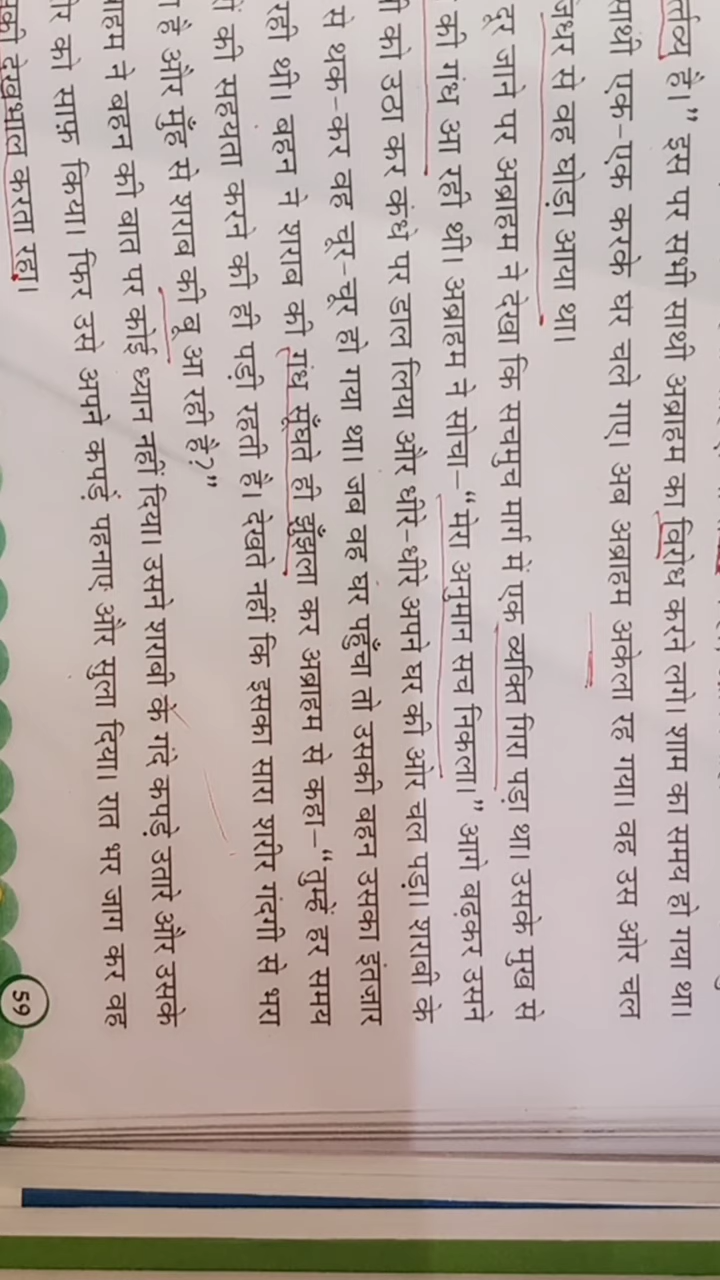 है।" इस पर सभी साथी अब्राहम का विरोध करने लगे। शाम का समय हो गया था।
साथी एक-एक करके घर चले गए। अब अब्राहम अकेला रह गया। वह उस ओर चल
जिधर से वह घोड़ा आया था।
दूर जाने पर अब्राहम ने देखा कि सचमुच मार्ग में एक व्यक्ति गिरा पड़ा था। उसके मुख से
की गंध आ रही थी। अब्राहम ने सोचा–"मेरा अनुमान सच निकला।" आगे बढ़कर उसने
को उठा कर कंधे पर डाल लिया और धीरे-धीरे अपने घर की ओर चल पड़ा। शराबी के
से थक-कर वह चूर-चूर हो गया था। जब वह घर पहुँचा तो उसकी बहन उसका इंतज़ार
रही थी। बहन ने शराब की गंध सूँघते ही झुँझला कर अब्राहम से कहा–"तुम्हें हर समय
की सहयता करने की ही पड़ी रहती है। देखते नहीं कि इसका सारा शरीर गंदगी से भरा
है और मुँह से शराब की बू आ रही है?"
ने बहन की बात पर कोई ध्यान नहीं दिया। उसने शराबी के गंदे कपड़े उतारे और उसके
को साफ़ किया। फिर उसे अपने कपड़े पहनाए और सुला दिया। रात भर जाग कर वह
देखभाल करता रहा।
59